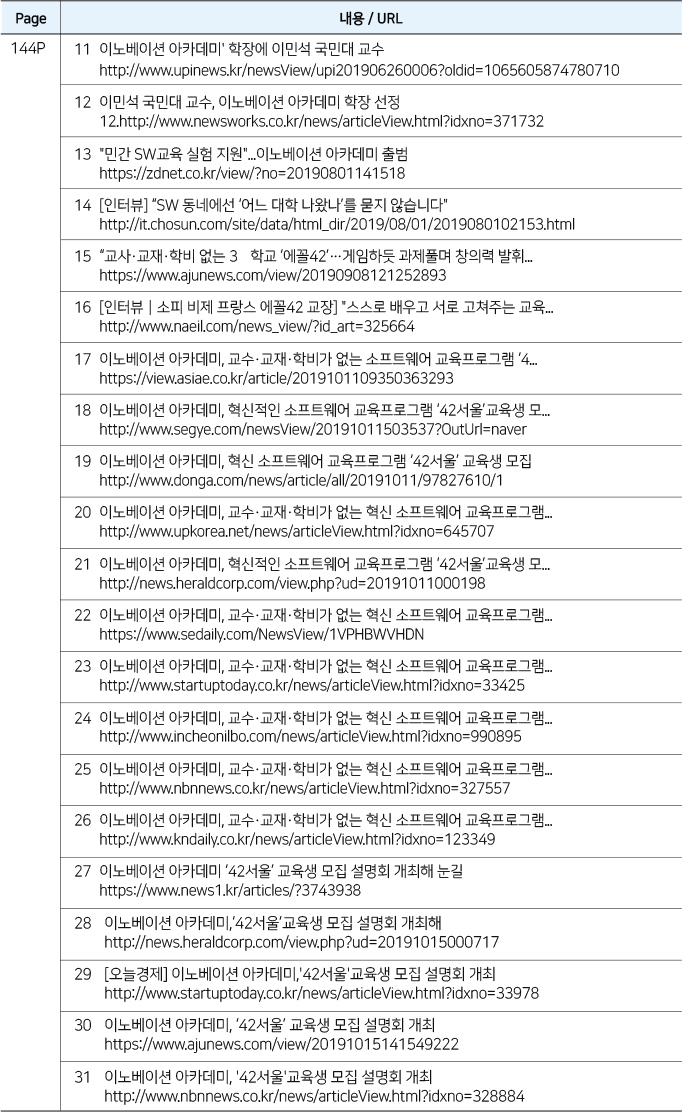 Page 내용 / URL
144P 11 이노베이션 아카데미' 학장에 이민석 국민대 교수
http://www.upinews.kr/newsView/upi201906260006?oldid=1065605874780710
12 이민석 국민대 교수, 이노베이션 아카데미 학장 선정
12.http://www.newsworks.co.kr/news/articleView.html?idxno=371732
13 "민간 SW교육 실험 지원"...이노베이션 아카데미 출범
https://zdnet.co.kr/view/?no=20190801141518
14 [인터뷰] “SW 동네에선 ‘어느 대학 나왔나’를 묻지 않습니다"
http://it.chosun.com/site/data/html_dir/2019/08/01/2019080102153.html
15 “교사·교재·학비 없는 3 학교 ‘에꼴42’…게임하듯 과제풀며 창의력 발휘...
https://www.ajunews.com/view/20190908121252893
16 [인터뷰 | 소피 비제 프랑스 에꼴42 교장] "스스로 배우고 서로 고쳐주는 교육...
http://www.naeil.com/news_view/?id_art=325664
17 이노베이션 아카데미, 교수·교재·학비가 없는 소프트웨어 교육프로그램 ‘4...
https://view.asiae.co.kr/article/2019101109350363293
18 이노베이션 아카데미, 혁신적인 소프트웨어 교육프로그램 ‘42서울’교육생 모...
http://www.segye.com/newsView/20191011503537?OutUrl=naver
19 이노베이션 아카데미, 혁신 소프트웨어 교육프로그램 ‘42서울’ 교육생 모집
http://www.donga.com/news/article/all/20191011/97827610/1
20 이노베이션 아카데미, 교수·교재·학비가 없는 혁신 소프트웨어 교육프로그램...
http://www.upkorea.net/news/articleView.html?idxno=645707
21 이노베이션 아카데미, 혁신적인 소프트웨어 교육프로그램 ‘42서울’교육생 모...
http://news.heraldcorp.com/view.php?ud=20191011000198
22 이노베이션 아카데미, 교수·교재·학비가 없는 혁신 소프트웨어 교육프로그램...
https://www.sedaily.com/NewsView/1VPHBWVHDN
23 이노베이션 아카데미, 교수·교재·학비가 없는 혁신 소프트웨어 교육프로그램...
http://www.startuptoday.co.kr/news/articleView.html?idxno=33425
24 이노베이션 아카데미, 교수·교재·학비가 없는 혁신 소프트웨어 교육프로그램...
http://www.incheonilbo.com/news/articleView.html?idxno=990895
25 이노베이션 아카데미, 교수·교재·학비가 없는 혁신 소프트웨어 교육프로그램...
http://www.nbnnews.co.kr/news/articleView.html?idxno=327557
26 이노베이션 아카데미, 교수·교재·학비가 없는 혁신 소프트웨어 교육프로그램...
http://www.kndaily.co.kr/news/articleView.html?idxno=123349
27 이노베이션 아카데미 ‘42서울’ 교육생 모집 설명회 개최해 눈길
https://www.news1.kr/articles/?3743938
28 이노베이션 아카데미,‘42서울’교육생 모집 설명회 개최해
http://news.heraldcorp.com/view.php?ud=20191015000717
29 [오늘경제] 이노베이션 아카데미,'42서울'교육생 모집 설명회 개최
http://www.startuptoday.co.kr/news/articleView.html?idxno=33978
30 이노베이션 아카데미, ‘42서울’ 교육생 모집 설명회 개최
https://www.ajunews.com/view/20191015141549222
31 이노베이션 아카데미, '42서울'교육생 모집 설명회 개최
http://www.nbnnews.co.kr/news/articleView.html?idxno=328884